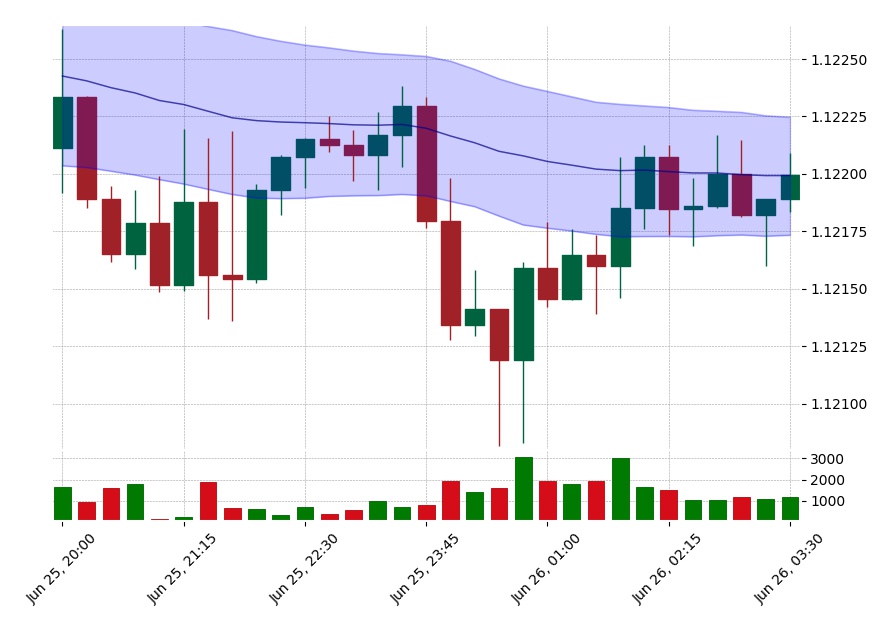 1.12250
1.12225
1.12200
1.12175
1.12150
1.12125
1.12100
3000
2000
1000
Jun 25, 20:00
Jun 25, 21:15
Jun 25, 22:30
Jun 25, 23:45
Jun 26, 01:00
Jun 26, 02:15
Jun 26, 03:30